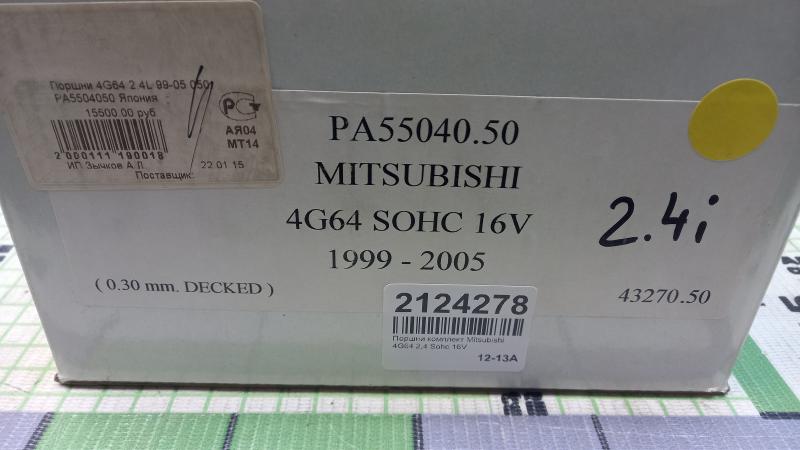 Поршни 4G64 2.4L 99-05 050
PA5504050 Япония
15500.00 руб
2 000111 190018
ИП Зычков А.Л.
Поставщик:
22.01.15
РСТ
АЯ04
МТ14
PA55040.50
MITSUBISHI
4G64 SOHC 16V
1999 - 2005
( 0.30 mm. DECKED )
43270.50
2.4i
2124278
Поршни комплект Mitsubishi
4G64 2,4 Sohc 16V
12-13A